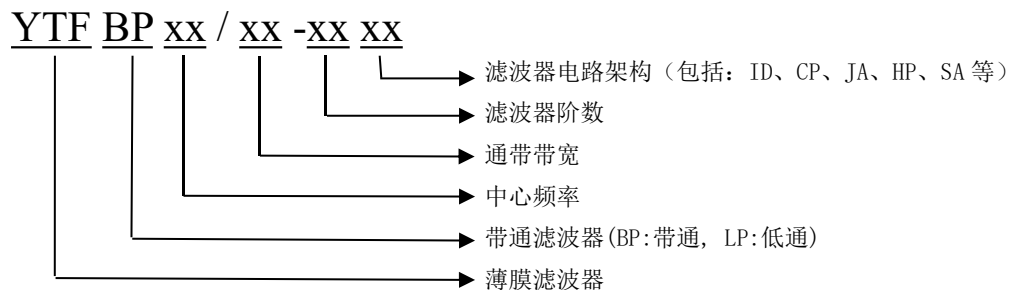 YTF BP xx / xx -xx xx
滤波器电路架构（包括：ID、CP、JA、HP、SA 等）
滤波器阶数
通带带宽
中心频率
带通滤波器(BP:带通, LP:低通)
薄膜滤波器